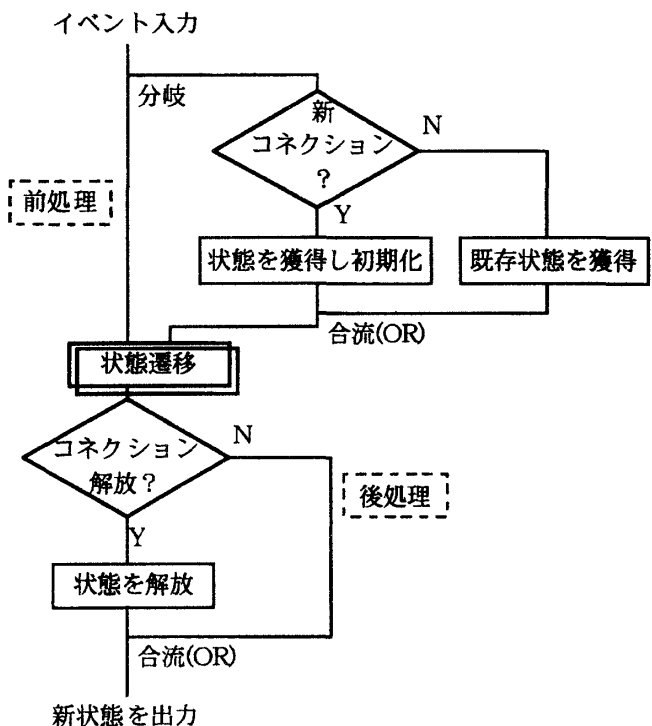 イベント入力
分岐
新
コネクション
?
N
Y
前処理
状態を獲得し初期化
既存状態を獲得
合流(OR)
状態遷移
コネクション
解放?
N
後処理
Y
状態を解放
合流(OR)
新状態を出力